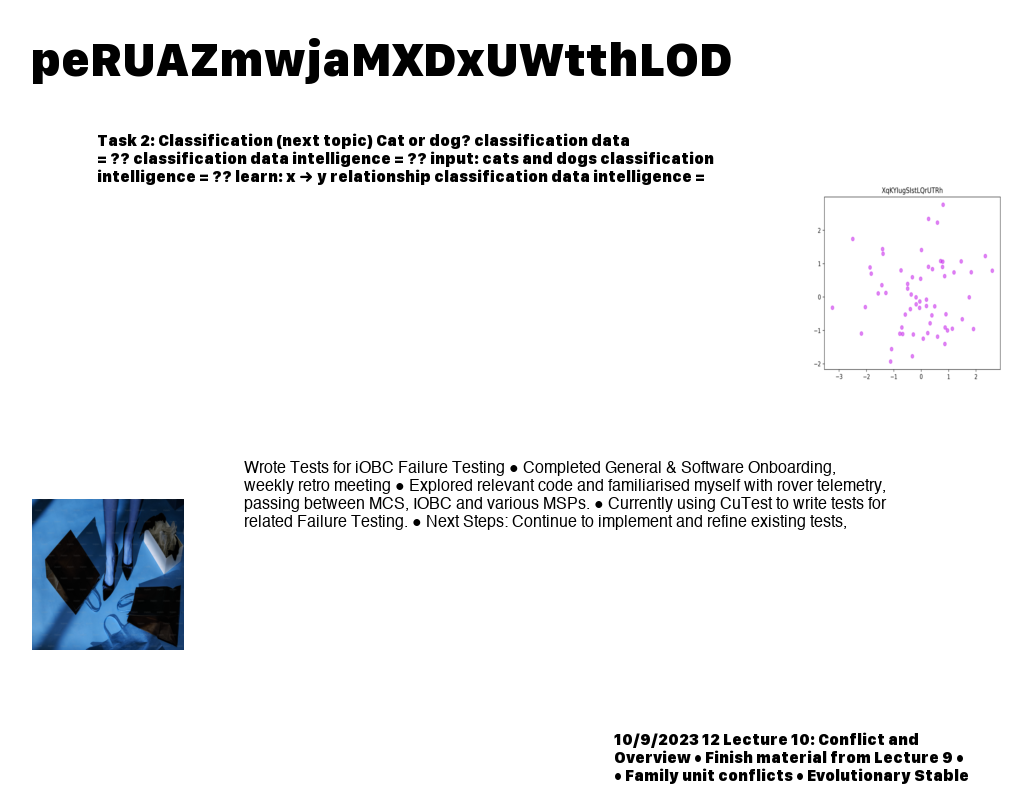 peRUAZmwjaMXDxUWtthLOD
Task 2: Classification (next topic) Cat or dog? classification data
= ?? classification data intelligence = ?? input: cats and dogs classification
intelligence = ?? learn: x → y relationship classification data intelligence =
XqKYlugSlstLQrUTRh
2
1
0
−1
−2
−3 −2 −1 0 1 2
Wrote Tests for iOBC Failure Testing ● Completed General & Software Onboarding,
weekly retro meeting ● Explored relevant code and familiarised myself with rover telemetry,
passing between MCS, iOBC and various MSPs. ● Currently using CuTest to write tests for
related Failure Testing. ● Next Steps: Continue to implement and refine existing tests,
10/9/2023 12 Lecture 10: Conflict and
Overview • Finish material from Lecture 9 •
• Family unit conflicts • Evolutionary Stable